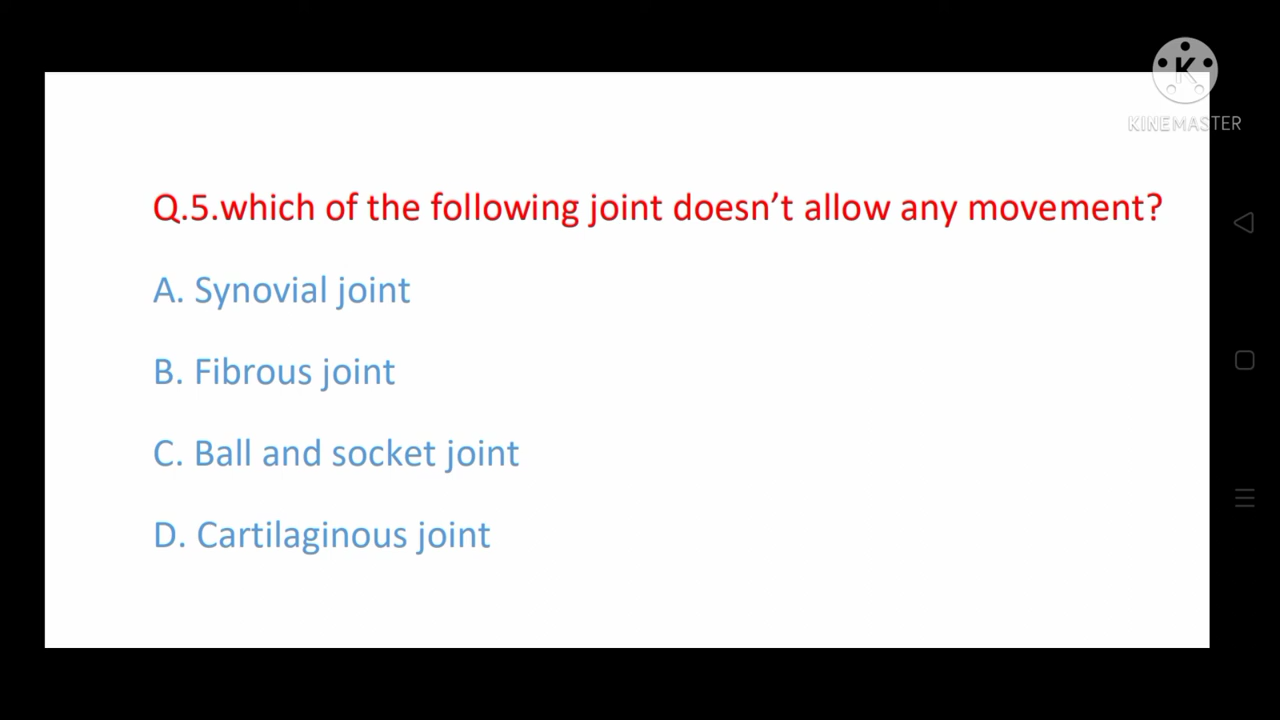 KINEMASTER
Q.5.which of the following joint doesn't allow any movement?
A. Synovial joint
B. Fibrous joint
C. Ball and socket joint
D. Cartilaginous joint